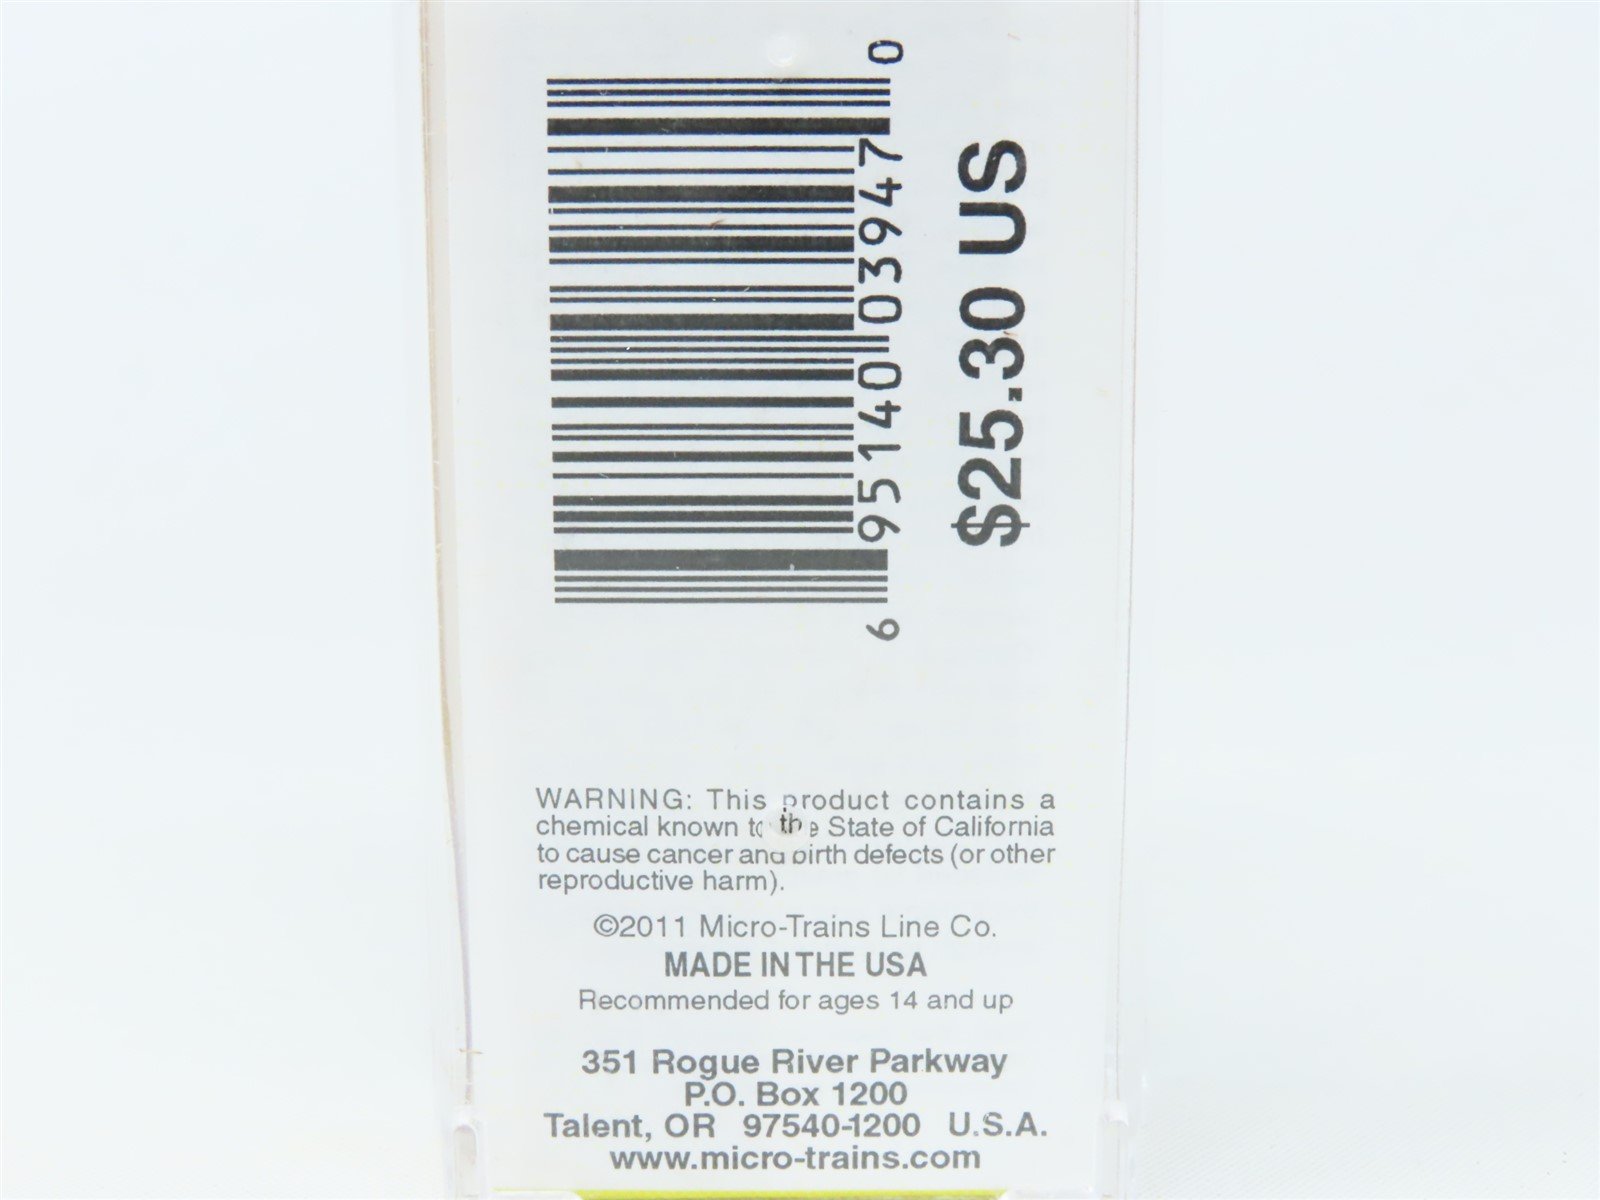 6 95140 03947 0
$25.30 US
WARNING: This product contains a
chemical known to the State of California
to cause cancer and birth defects (or other
reproductive harm).
©2011 Micro-Trains Line Co.
MADE IN THE USA
Recommended for ages 14 and up
351 Rogue River Parkway
P.O. Box 1200
Talent, OR 97540-1200 U.S.A.
www.micro-trains.com